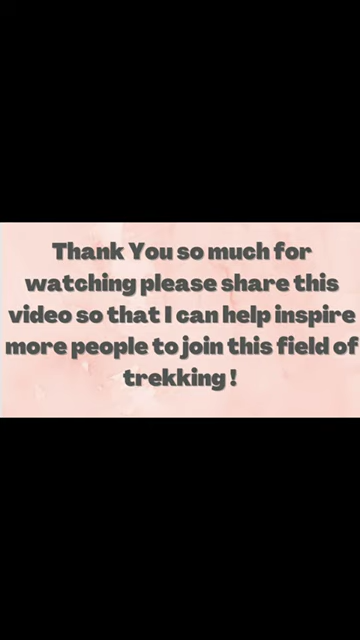 Thank You so much for
watching please share this
video so that I can help inspire
more people to join this field of
trekking !